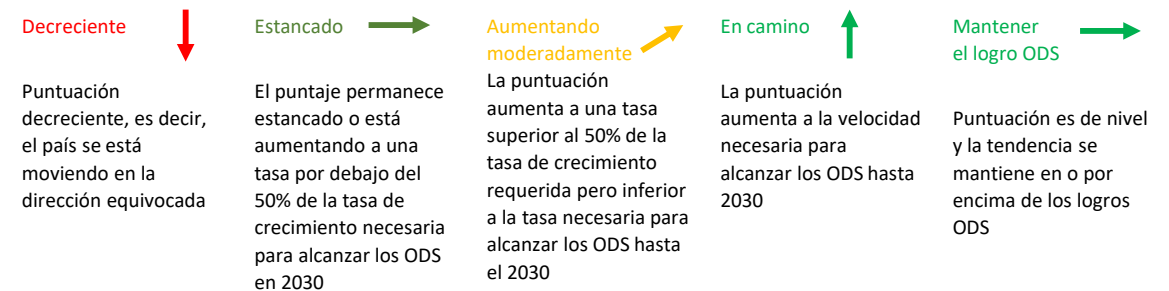 Decreciente
Puntuación
decreciente, es decir,
el país se está
moviendo en la
dirección equivocada
Estancado
El puntaje permanece
estancado o está
aumentando a una
tasa por debajo del
50% de la tasa de
crecimiento necesaria
para alcanzar los ODS
en 2030
Aumentando
moderadamente
La puntuación
aumenta a una tasa
superior al 50% de la
tasa de crecimiento
requerida pero inferior
a la tasa necesaria para
alcanzar los ODS hasta
el 2030
En camino
La puntuación
aumenta a la velocidad
necesaria para
alcanzar los ODS hasta
2030
Mantener
el logro ODS
Puntuación es de nivel
y la tendencia se
mantiene en o por
encima de los logros
ODS